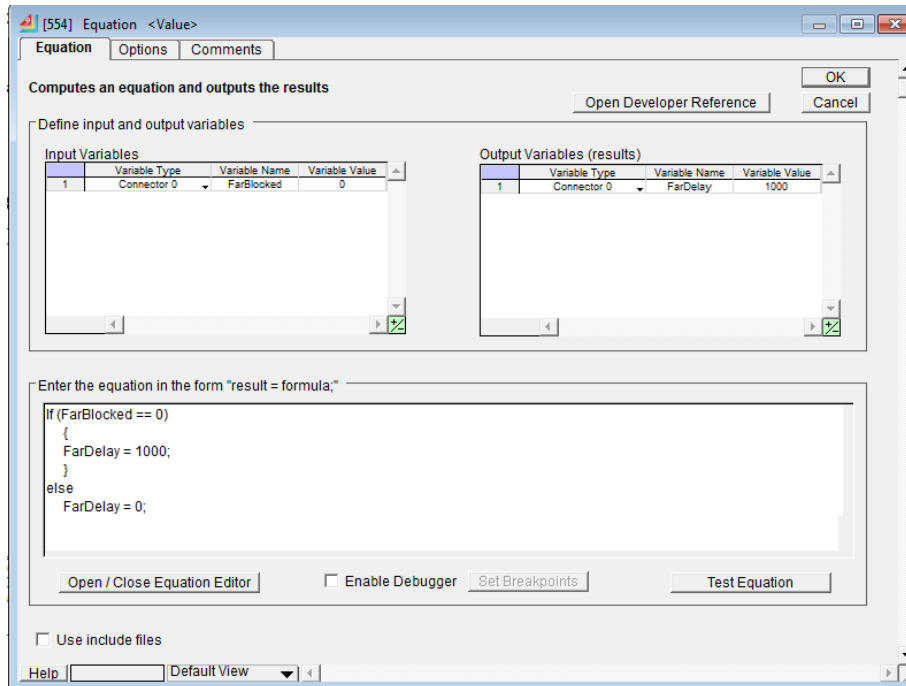 [554] Equation <Value>
Equation Options Comments
OK
Computes an equation and outputs the results
Open Developer Reference Cancel
Define input and output variables
Input Variables
Variable Type Variable Name Variable Value
1 Connector 0 FarBlocked 0
Output Variables (results)
Variable Type Variable Name Variable Value
1 Connector 0 FarDelay 1000
Enter the equation in the form "result = formula;"
If (FarBlocked == 0)
{
FarDelay = 1000;
}
else
FarDelay = 0;
Open / Close Equation Editor Enable Debugger Set Breakpoints Test Equation
Use include files
Help Default View